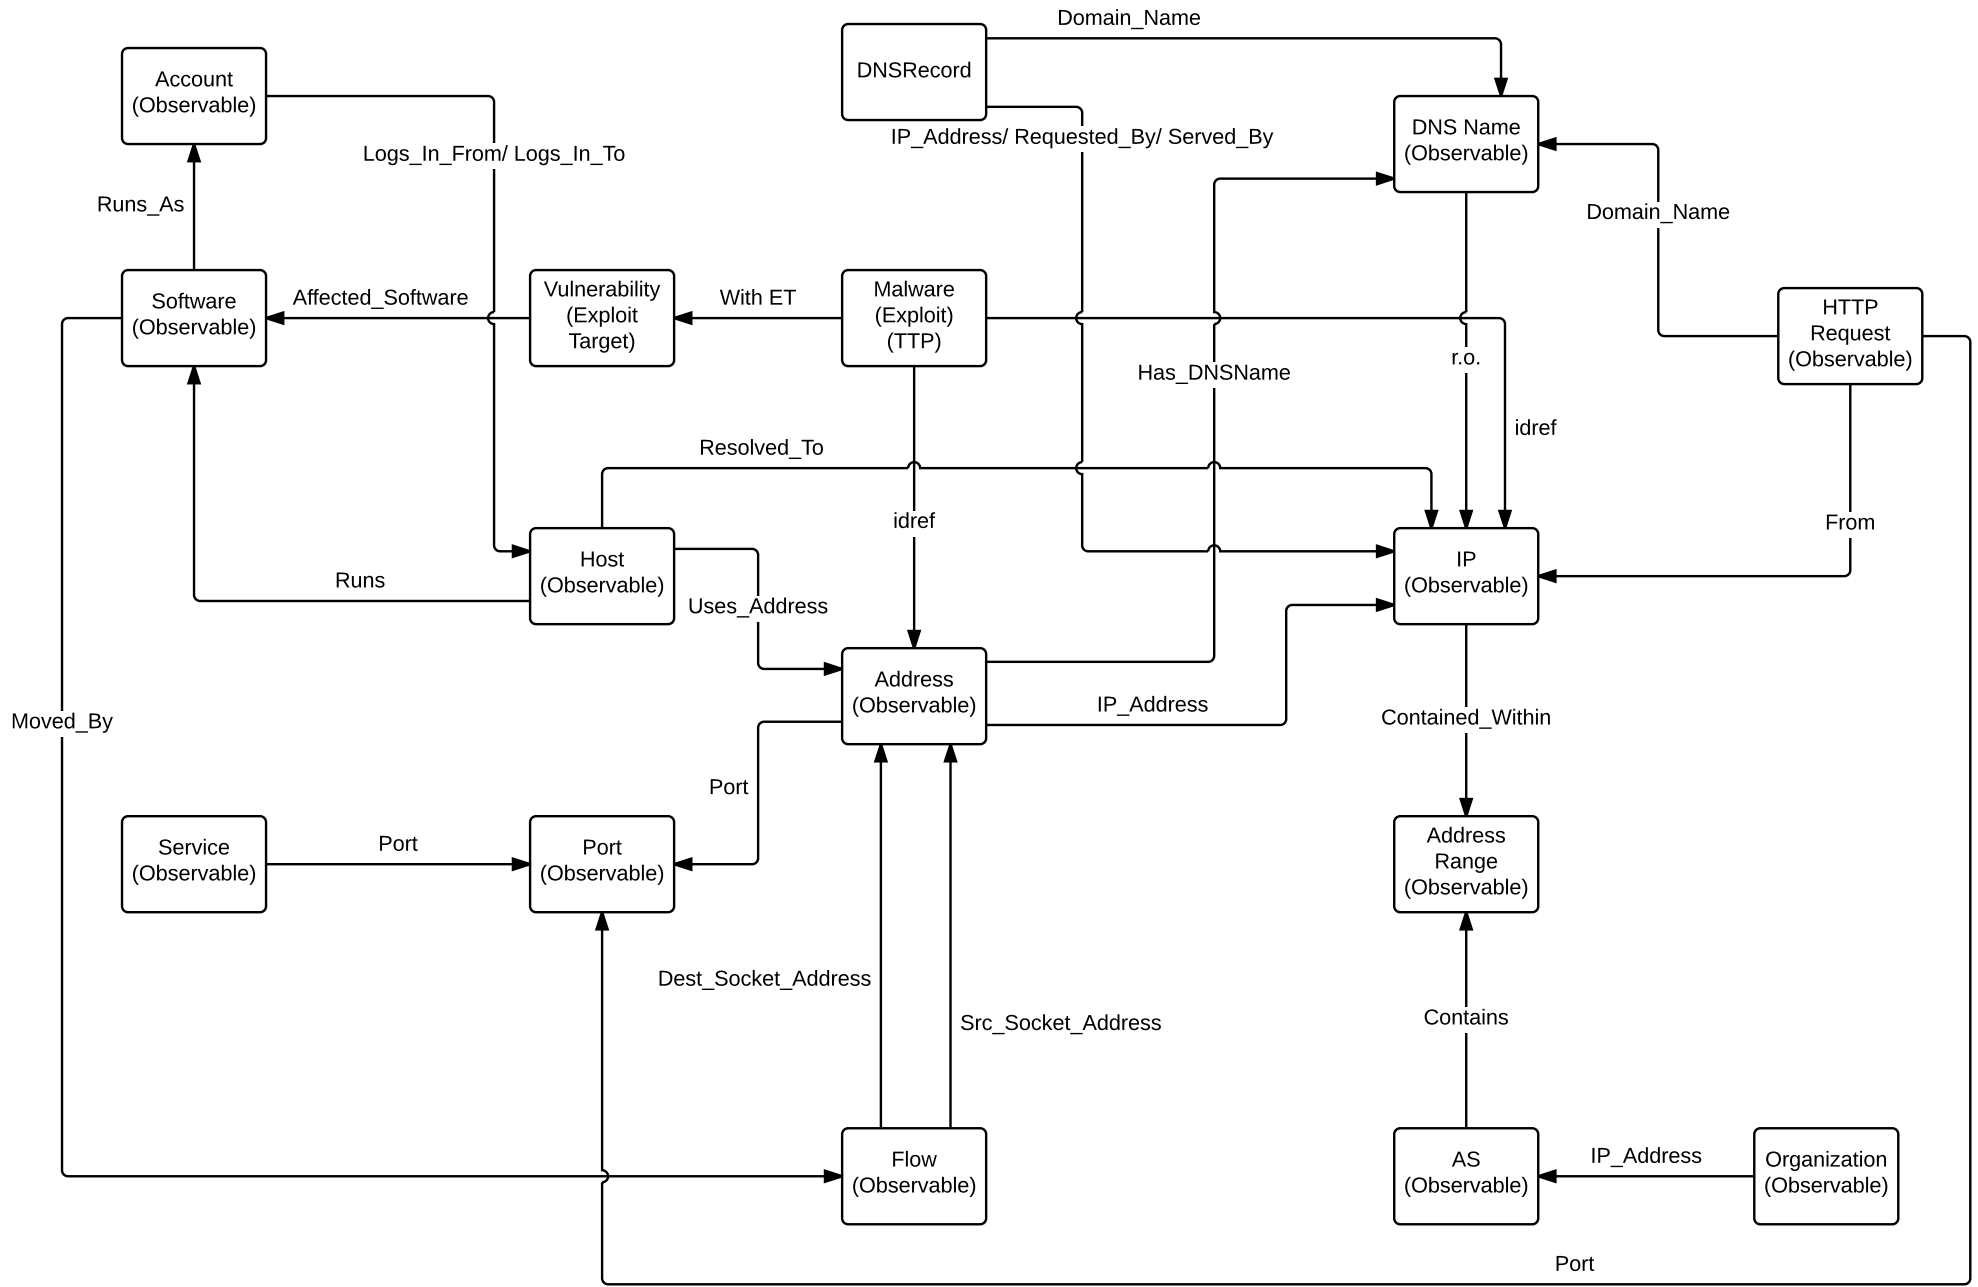 Domain_Name
DNSRecord
Account
(Observable)
DNS Name
(Observable)
IP_Address/ Requested_By/ Served_By
Logs_In_From/ Logs_In_To
Runs_As
Domain_Name
Software
(Observable)
Affected_Software
Vulnerability
(Exploit
Target)
With ET
Malware
(Exploit)
(TTP)
HTTP
Request
(Observable)
r.o.
Has_DNSName
idref
Resolved_To
idref
From
Host
(Observable)
IP
(Observable)
Runs
Uses_Address
Address
(Observable)
IP_Address
Contained_Within
Moved_By
Port
Service
(Observable)
Port
Port
(Observable)
Address
Range
(Observable)
Dest_Socket_Address
Src_Socket_Address
Contains
Flow
(Observable)
AS
(Observable)
IP_Address
Organization
(Observable)
Port